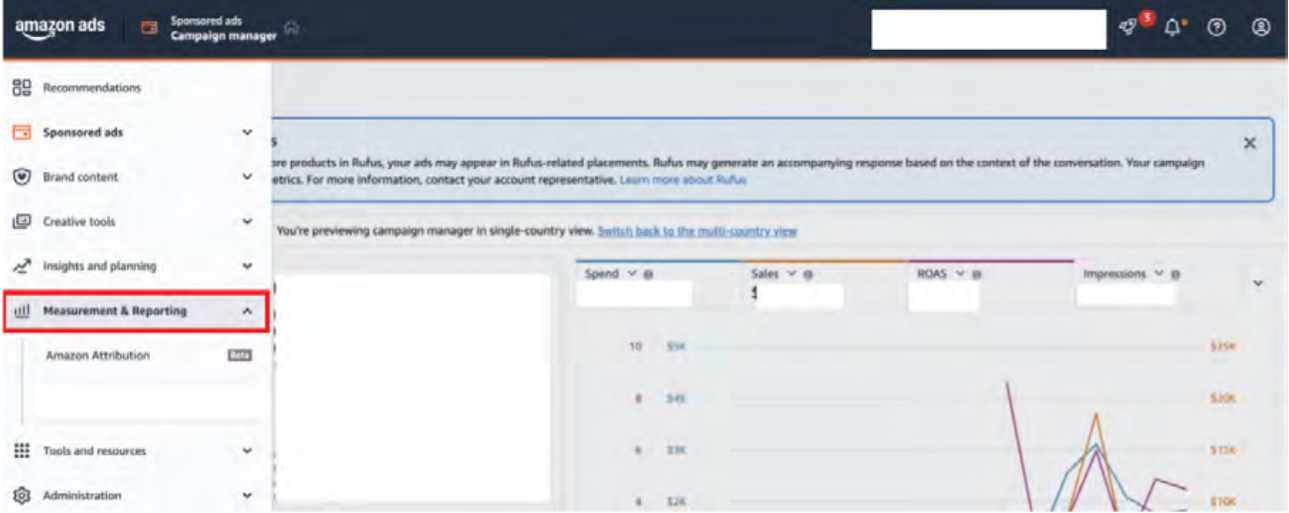 amazon ads
Sponsored ads
Campaign manager
3
Recommendations
Sponsored ads
Brand content
Creative tools
Insights and planning
Measurement & Reporting
Amazon Attribution
Beta
Tools and resources
Administration
s
ore products in Rufus, your ads may appear in Rufus-related placements. Rufus may generate an accompanying response based on the context of the conversation. Your campaign
etrics. For more information, contact your account representative. Learn more about Rufus
You're previewing campaign manager in single-country view. Switch back to the multi-country view
Spend
Sales
ROAS
Impressions
$
10 $5K $25K
8 $4K $20K
6 $3K $15K
4 $2K $10K